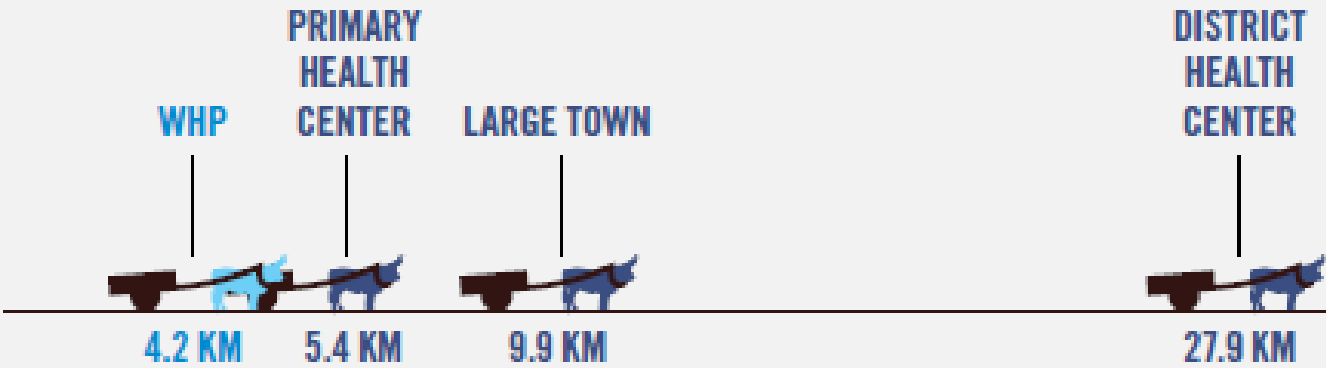 WHP
PRIMARY
HEALTH
CENTER
LARGE TOWN
DISTRICT
HEALTH
CENTER
4.2 KM
5.4 KM
9.9 KM
27.9 KM